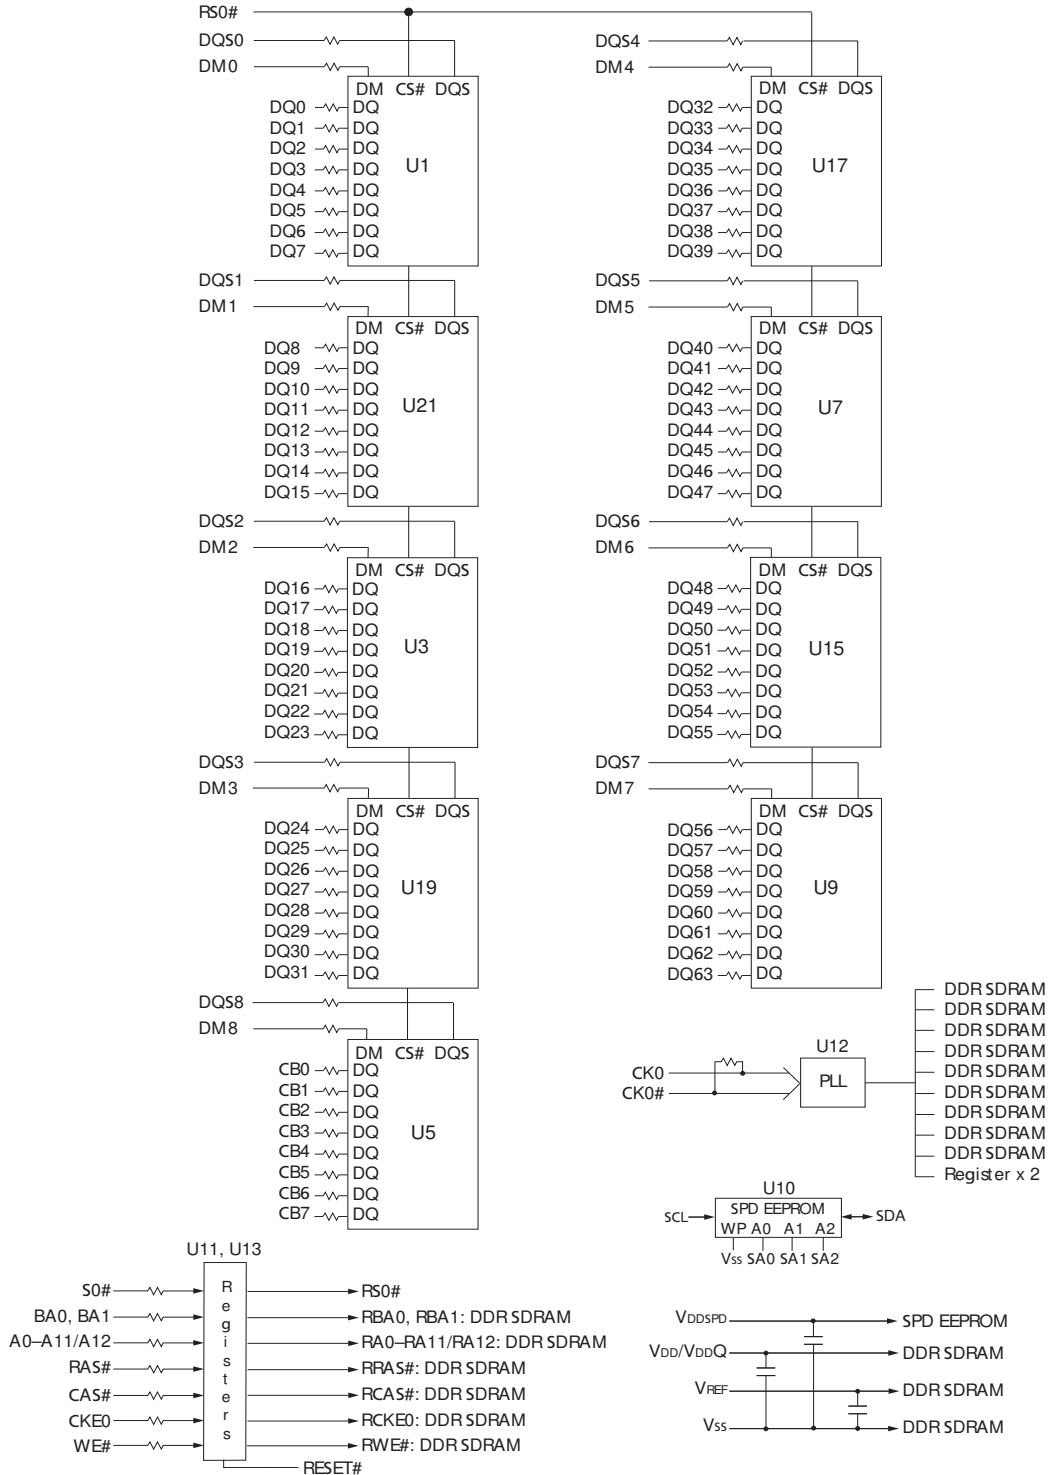 RS0#
DQS0
DM0
DM CS# DQS
DQ0 DQ
DQ1 DQ
DQ2 DQ
DQ3 DQ
DQ4 DQ
DQ5 DQ
DQ6 DQ
DQ7 DQ
U1
DQS1
DM1
DM CS# DQS
DQ8 DQ
DQ9 DQ
DQ10 DQ
DQ11 DQ
DQ12 DQ
DQ13 DQ
DQ14 DQ
DQ15 DQ
U21
DQS2
DM2
DM CS# DQS
DQ16 DQ
DQ17 DQ
DQ18 DQ
DQ19 DQ
DQ20 DQ
DQ21 DQ
DQ22 DQ
DQ23 DQ
U3
DQS3
DM3
DM CS# DQS
DQ24 DQ
DQ25 DQ
DQ26 DQ
DQ27 DQ
DQ28 DQ
DQ29 DQ
DQ30 DQ
DQ31 DQ
U19
DQS8
DM8
DM CS# DQS
CB0 DQ
CB1 DQ
CB2 DQ
CB3 DQ
CB4 DQ
CB5 DQ
CB6 DQ
CB7 DQ
U5
DQS4
DM4
DM CS# DQS
DQ32 DQ
DQ33 DQ
DQ34 DQ
DQ35 DQ
DQ36 DQ
DQ37 DQ
DQ38 DQ
DQ39 DQ
U17
DQS5
DM5
DM CS# DQS
DQ40 DQ
DQ41 DQ
DQ42 DQ
DQ43 DQ
DQ44 DQ
DQ45 DQ
DQ46 DQ
DQ47 DQ
U7
DQS6
DM6
DM CS# DQS
DQ48 DQ
DQ49 DQ
DQ50 DQ
DQ51 DQ
DQ52 DQ
DQ53 DQ
DQ54 DQ
DQ55 DQ
U15
DQS7
DM7
DM CS# DQS
DQ56 DQ
DQ57 DQ
DQ58 DQ
DQ59 DQ
DQ60 DQ
DQ61 DQ
DQ62 DQ
DQ63 DQ
U9
U12
CK0
CK0#
PLL
DDR SDRAM
DDR SDRAM
DDR SDRAM
DDR SDRAM
DDR SDRAM
DDR SDRAM
DDR SDRAM
DDR SDRAM
DDR SDRAM
Register x 2
U10
SPD EEPROM
SCL
SDA
WP A0 A1 A2
Vss SA0 SA1 SA2
U11, U13
Registers
S0# RS0#
BA0, BA1 RBA0, RBA1: DDR SDRAM
A0–A11/A12 RA0–RA11/RA12: DDR SDRAM
RAS# RRAS#: DDR SDRAM
CAS# RCAS#: DDR SDRAM
CKE0 RCKE0: DDR SDRAM
WE# RWE#: DDR SDRAM
RESET#
VDDSPD SPD EEPROM
VDD/VDDQ DDR SDRAM
VREF DDR SDRAM
Vss DDR SDRAM